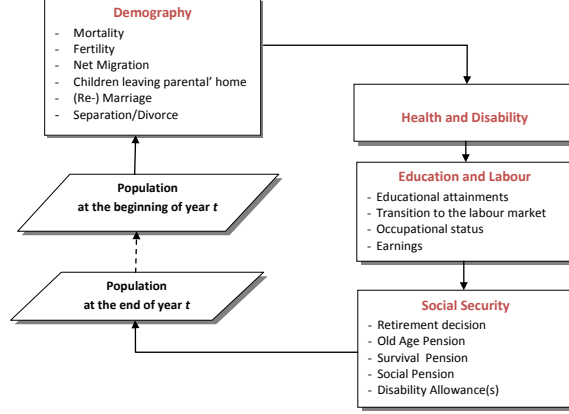 Demography
- Mortality
- Fertility
- Net Migration
- Children leaving parental' home
- (Re-) Marriage
- Separation/Divorce
Health and Disability
Education and Labour
- Educational attainments
- Transition to the labour market
- Occupational status
- Earnings
Social Security
- Retirement decision
- Old Age Pension
- Survival Pension
- Social Pension
- Disability Allowance(s)
Population
at the beginning of year t
Population
at the end of year t